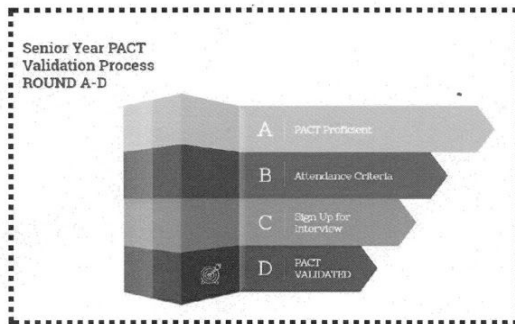 Senior Year PACT
Validation Process
ROUND A-D
A PACT Proficient
B Attendance Criteria
C Sign Up for
Interview
D PACT
VALIDATED